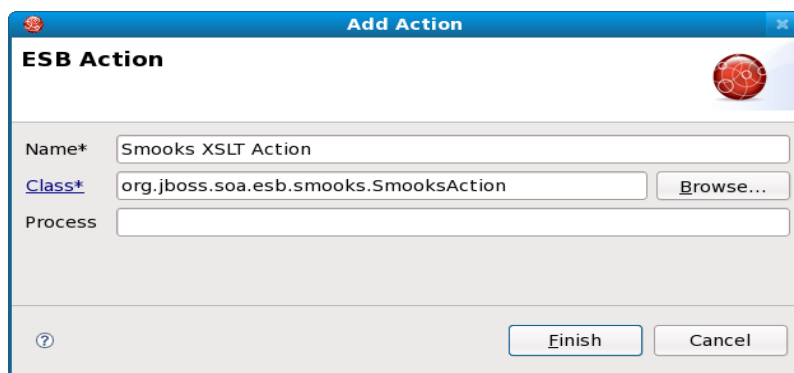 Add Action
ESB Action
Name* Smooks XSLT Action
Class* org.jboss.soa.esb.smooks.SmooksAction Browse...
Process
? Finish Cancel